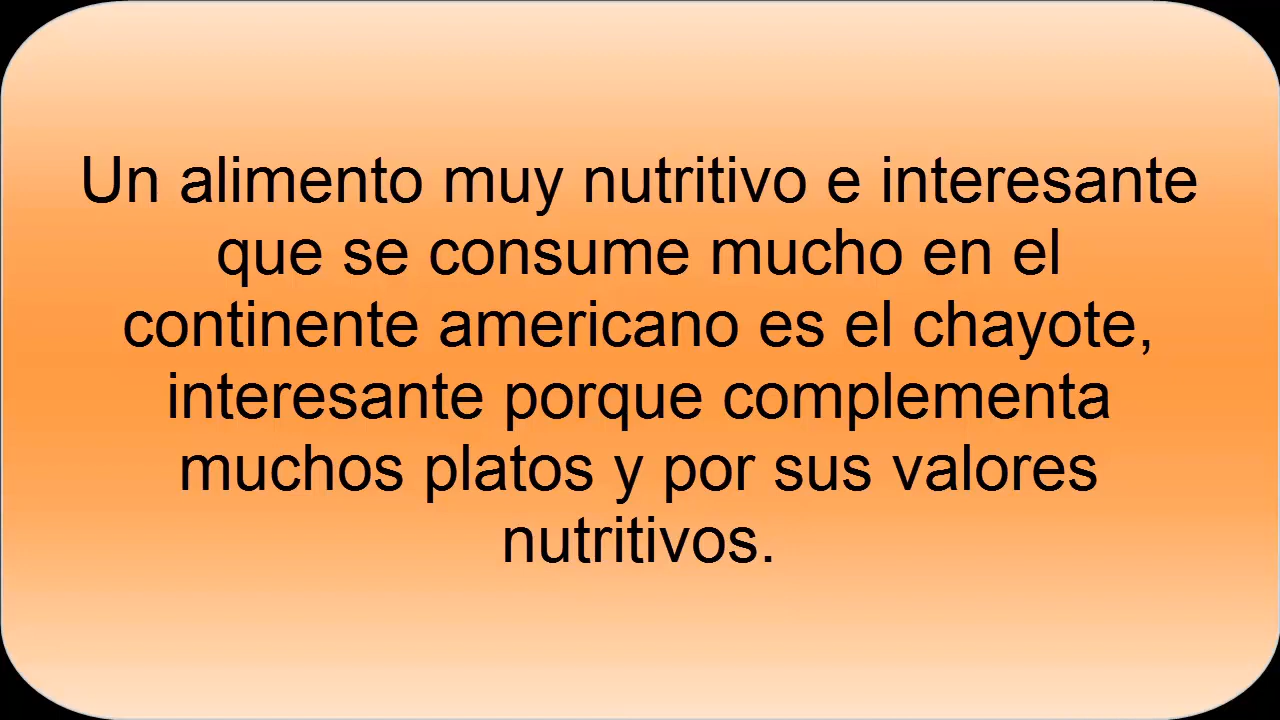 Un alimento muy nutritivo e interesante
que se consume mucho en el
continente americano es el chayote,
interesante porque complementa
muchos platos y por sus valores
nutritivos.